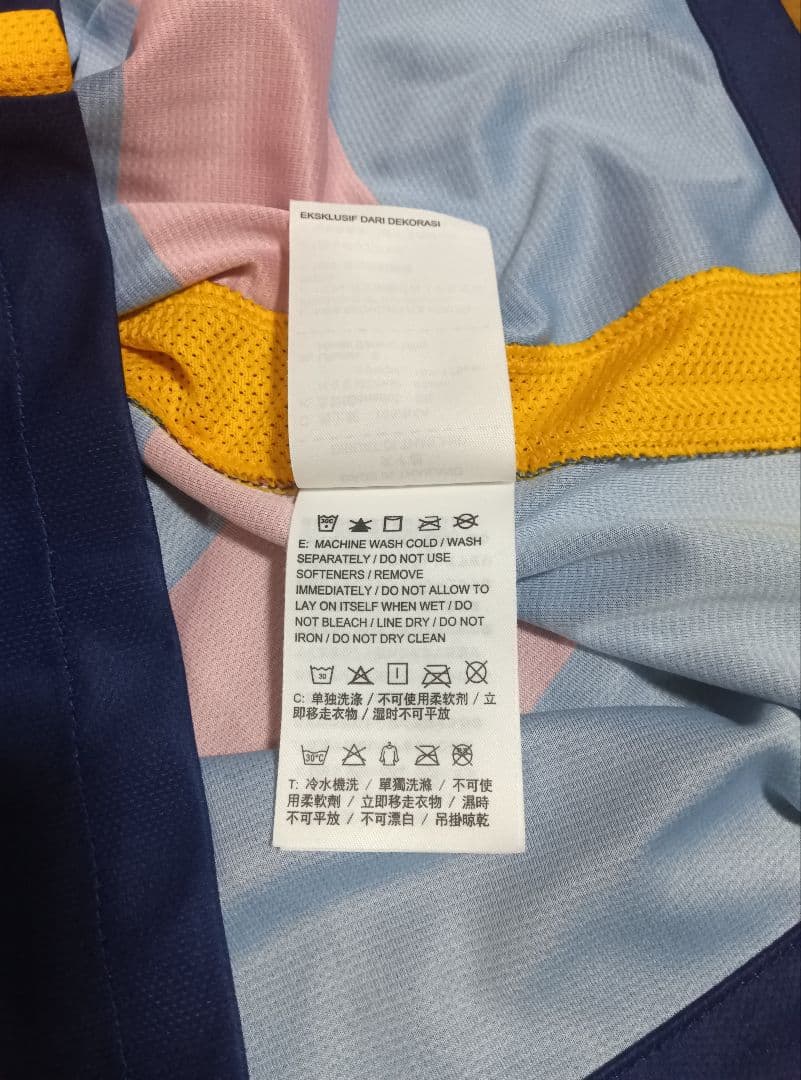 EKSKLUSIF DARI DEKORASI
30C
E: MACHINE WASH COLD / WASH
SEPARATELY / DO NOT USE
SOFTENERS / REMOVE
IMMEDIATELY / DO NOT ALLOW TO
LAY ON ITSELF WHEN WET / DO
NOT BLEACH / LINE DRY / DO NOT
IRON / DO NOT DRY CLEAN
30
C: 单独洗涤 / 不可使用柔软剂 / 立
即移走衣物 / 湿时不可平放
30°C
T: 冷水機洗 / 單獨洗滌 / 不可使
用柔軟劑 / 立即移走衣物 / 濕時
不可平放 / 不可漂白 / 吊掛晾乾